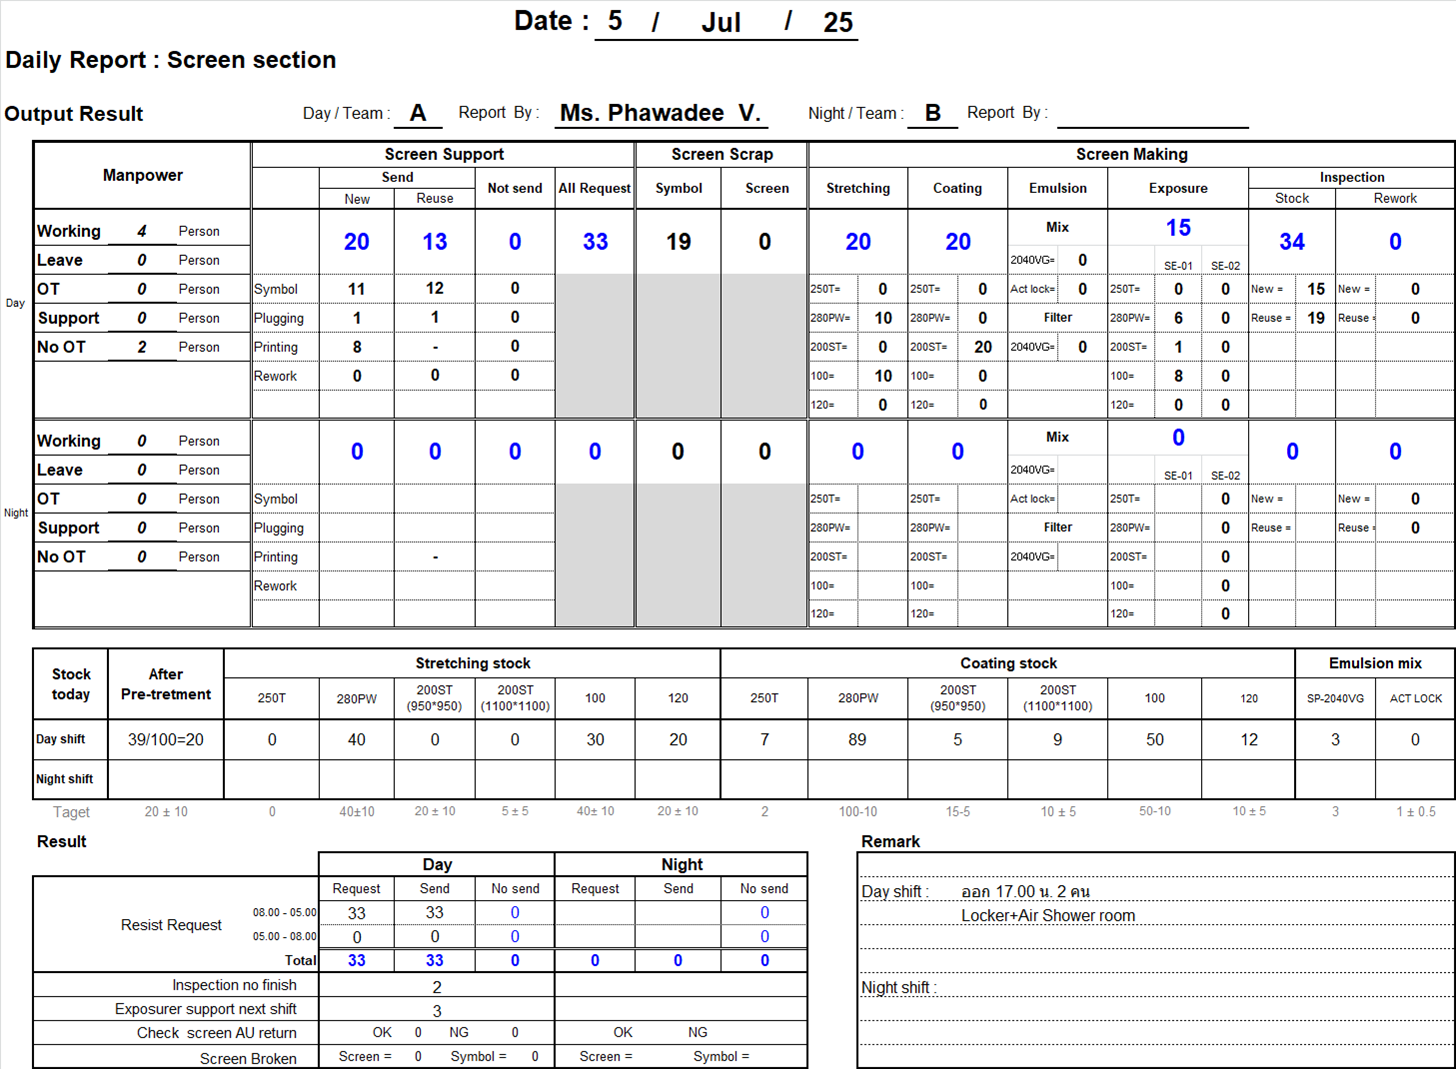 Date : 5 / Jul / 25
Daily Report : Screen section
Output Result Day / Team : A Report By : Ms. Phawadee V. Night / Team : B Report By :
Manpower Screen Support Screen Scrap Screen Making
Send Not send All Request Symbol Screen Stretching Coating Emulsion Exposure Inspection
New Reuse Stock Rework
Day
Working 4 Person 20 13 0 33 19 0 20 20 Mix 15 34 0
Leave 0 Person 2040VG= 0 SE-01 SE-02
OT 0 Person Symbol 11 12 0 250T= 0 250T= 0 Act lock= 0 250T= 0 0 New = 15 New = 0
Support 0 Person Plugging 1 1 0 280PW= 10 280PW= 0 Filter 280PW= 6 0 Reuse = 19 Reuse = 0
No OT 2 Person Printing 8 - 0 200ST= 0 200ST= 20 2040VG= 0 200ST= 1 0
Rework 0 0 0 100= 10 100= 0 100= 8 0
120= 0 120= 0 120= 0 0
Night
Working 0 Person 0 0 0 0 0 0 0 0 Mix 0 0 0
Leave 0 Person 2040VG= SE-01 SE-02
OT 0 Person Symbol 250T= 250T= Act lock= 250T= 0 New = New = 0
Support 0 Person Plugging 280PW= 280PW= Filter 280PW= 0 Reuse = Reuse = 0
No OT 0 Person Printing - 200ST= 200ST= 2040VG= 200ST= 0
Rework 100= 100= 100= 0
120= 120= 120= 0
Stock today After Pre-tretment Stretching stock Coating stock Emulsion mix
250T 280PW 200ST (950*950) 200ST (1100*1100) 100 120 250T 280PW 200ST (950*950) 200ST (1100*1100) 100 120 SP-2040VG ACT LOCK
Day shift 39/100=20 0 40 0 0 30 20 7 89 5 9 50 12 3 0
Night shift
Taget 20 ± 10 0 40±10 20 ± 10 5 ± 5 40± 10 20 ± 10 2 100-10 15-5 10 ± 5 50-10 10 ± 5 3 1 ± 0.5
Result
Day Night
Request Send No send Request Send No send
Resist Request
08.00 - 05.00 33 33 0 0
05.00 - 08.00 0 0 0 0
Total 33 33 0 0 0 0
Inspection no finish 2
Exposurer support next shift 3
Check screen AU return OK 0 NG 0 OK NG
Screen Broken Screen = 0 Symbol = 0 Screen = Symbol =
Remark
Day shift : ออก 17.00 น. 2 คน
Locker+Air Shower room
Night shift :